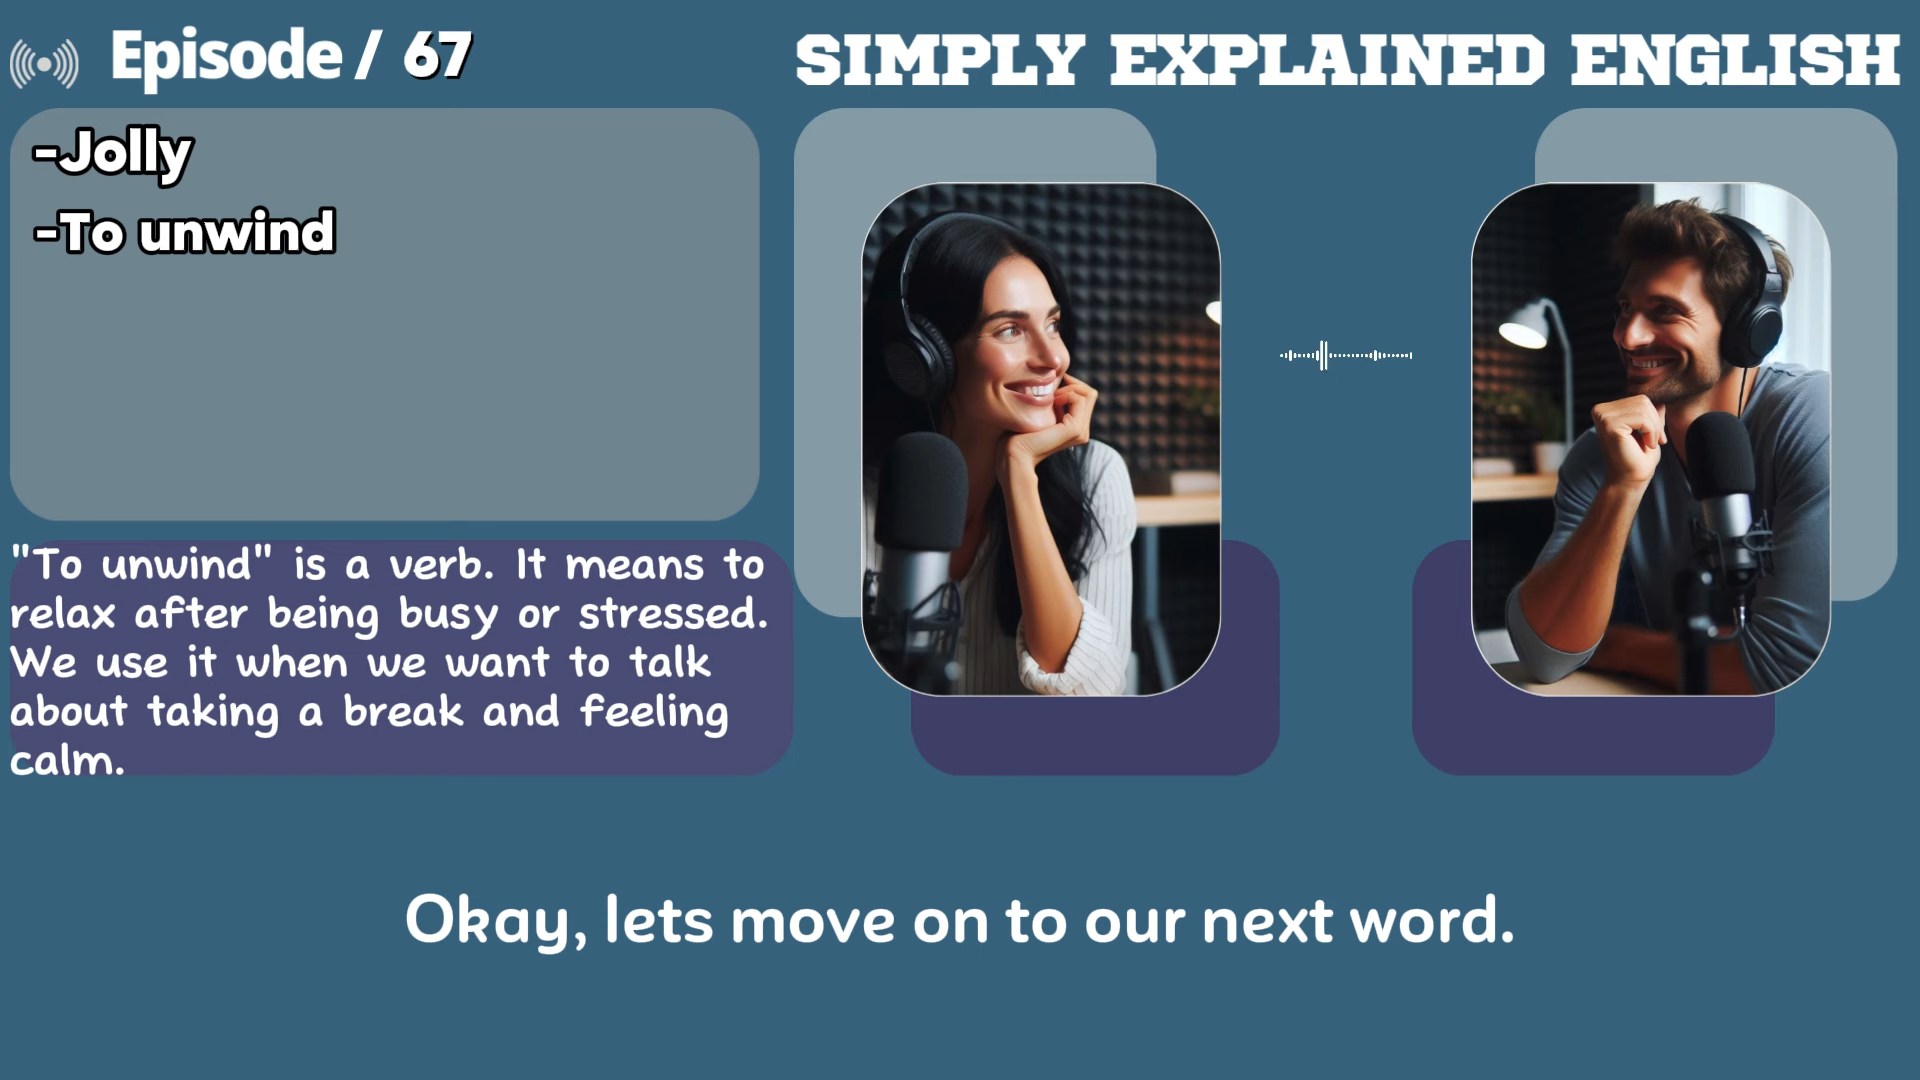 Episode / 67
SIMPLY EXPLAINED ENGLISH
-Jolly
-To unwind
"To unwind" is a verb. It means to
relax after being busy or stressed.
We use it when we want to talk
about taking a break and feeling
calm.
Okay, lets move on to our next word.